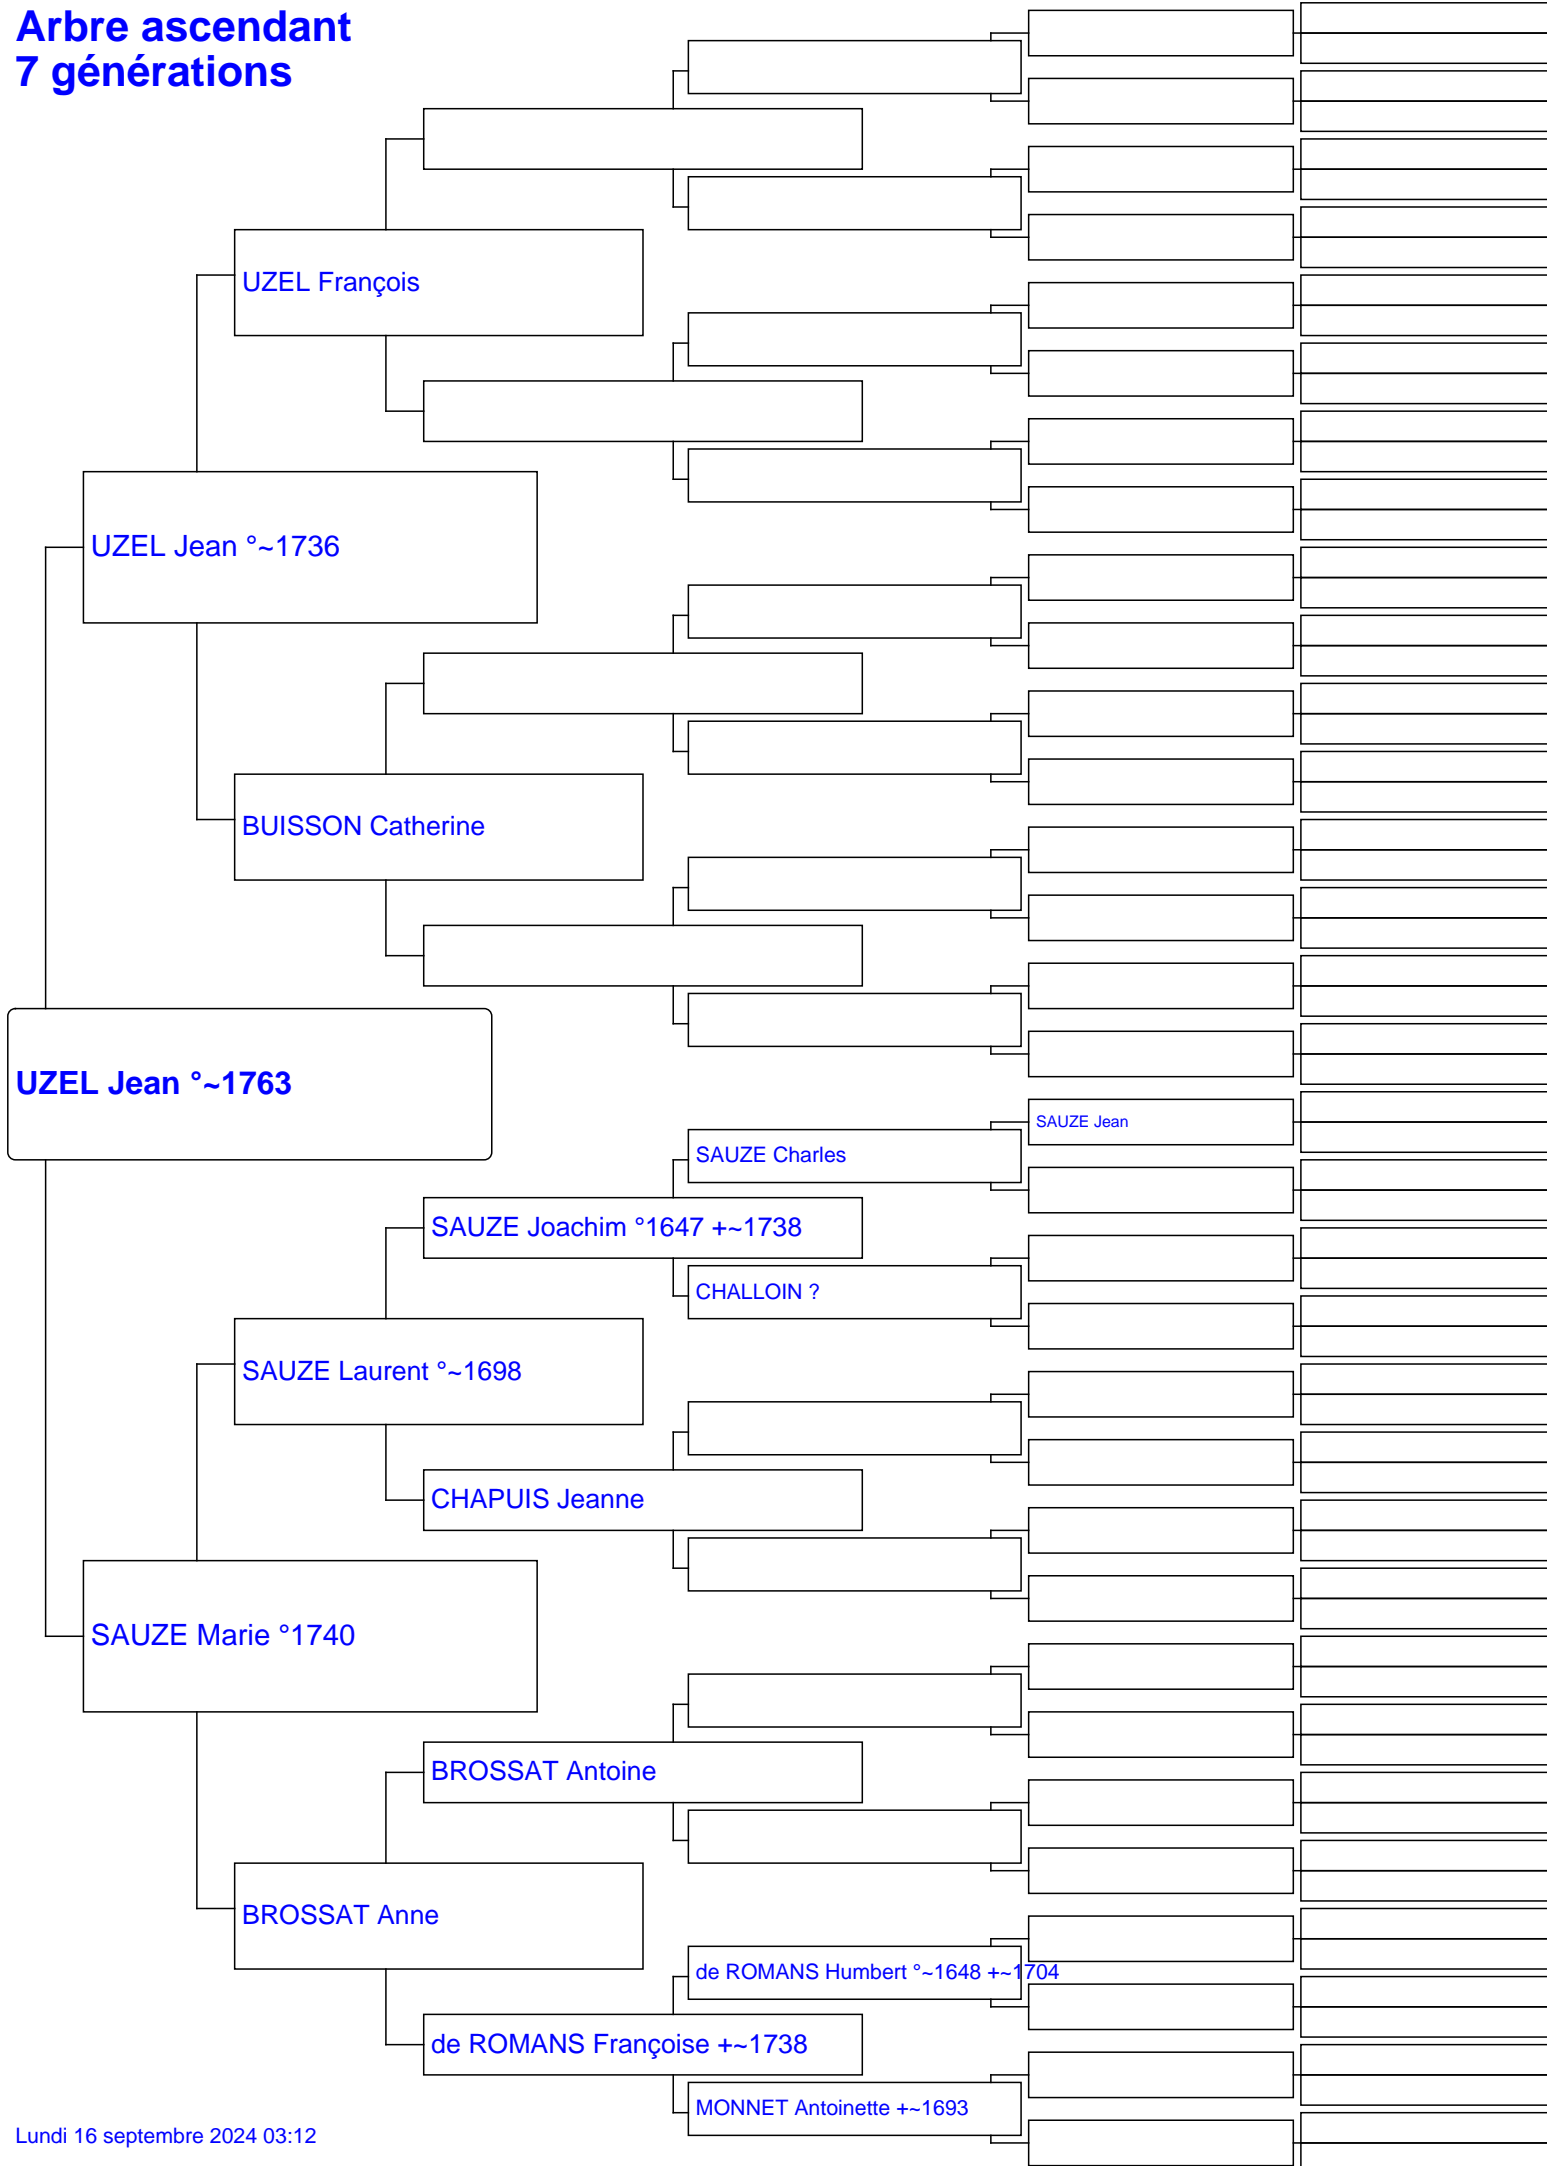 Arbre ascendant
7 générations
UZEL François
UZEL Jean °~1736
BUISSON Catherine
UZEL Jean °~1763
SAUZE Jean
SAUZE Charles
SAUZE Joachim °1647 +~1738
CHALLOIN ?
SAUZE Laurent °~1698
CHAPUIS Jeanne
SAUZE Marie °1740
BROSSAT Antoine
BROSSAT Anne
de ROMANS Humbert °~1648 +~1704
de ROMANS Françoise +~1738
MONNET Antoinette +~1693
Lundi 16 septembre 2024 03:12